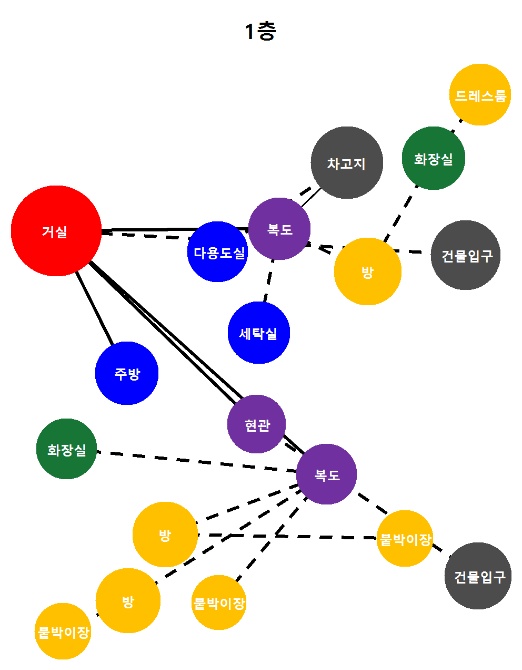 1층
드레스룸
화장실
차고지
거실
복도
다용도실
건물입구
방
세탁실
주방
현관
화장실
복도
방
붙박이장
건물입구
방
붙박이장
붙박이장